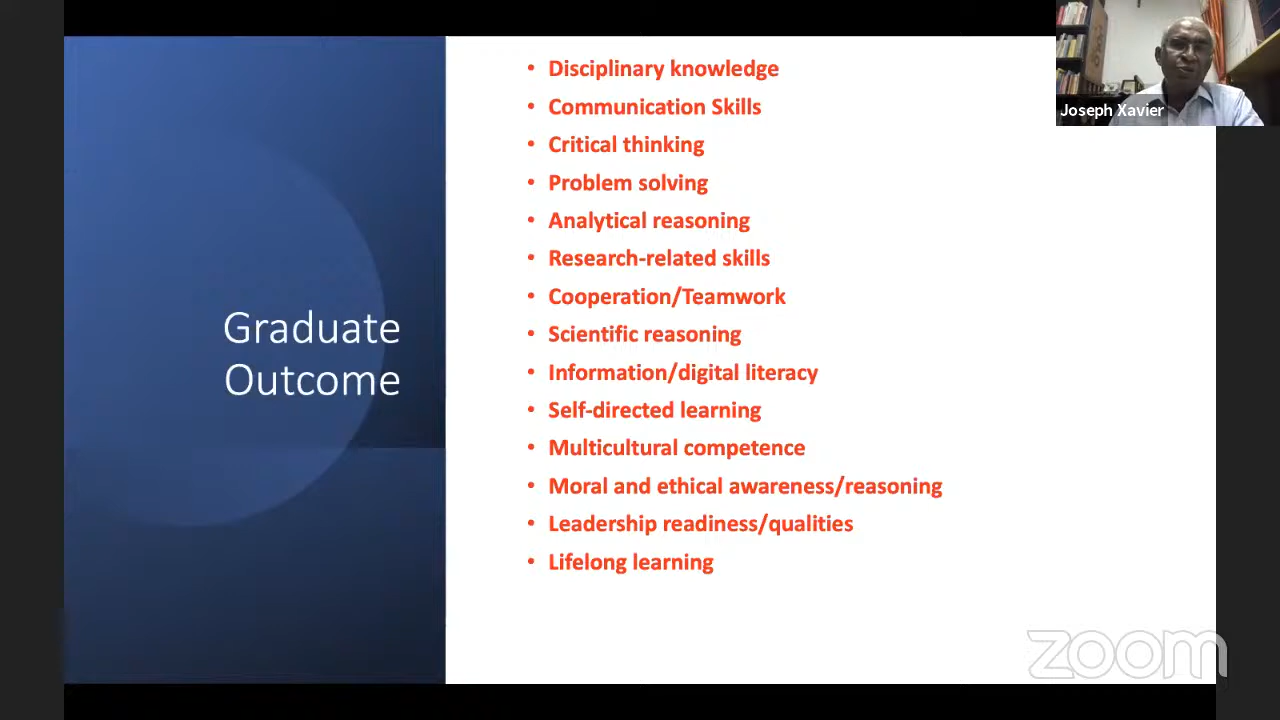 Graduate
Outcome
• Disciplinary knowledge
• Communication Skills
• Critical thinking
• Problem solving
• Analytical reasoning
• Research-related skills
• Cooperation/Teamwork
• Scientific reasoning
• Information/digital literacy
• Self-directed learning
• Multicultural competence
• Moral and ethical awareness/reasoning
• Leadership readiness/qualities
• Lifelong learning
Joseph Xavier
zoom